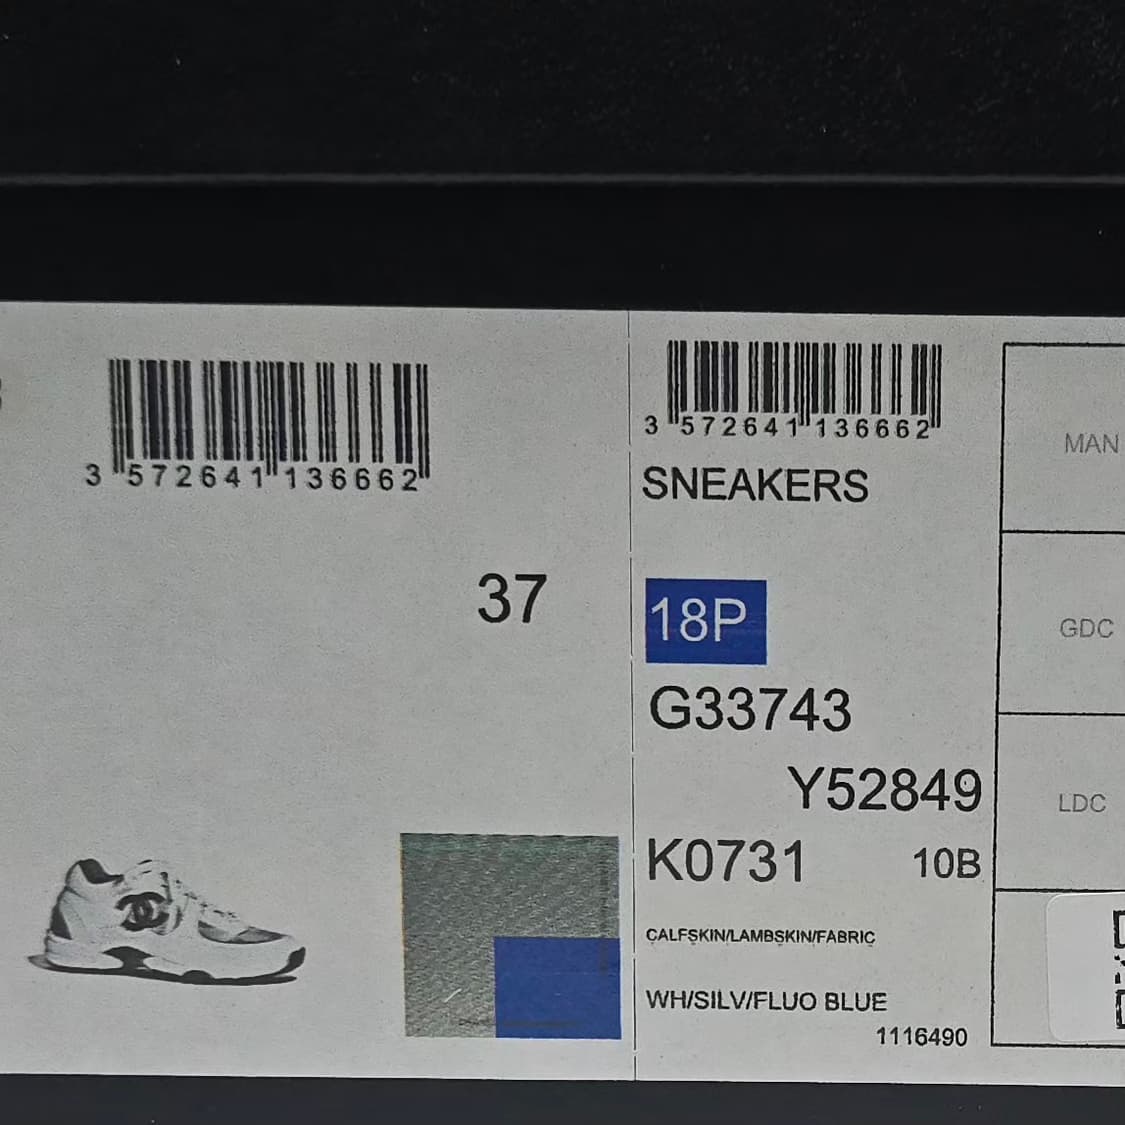 3 572641 136662
37
3 572641 136662
SNEAKERS
18P
G33743
Y52849
K0731 10B
CALFSKIN/LAMBSKIN/FABRIC
WH/SILV/FLUO BLUE
1116490
MAN
GDC
LDC